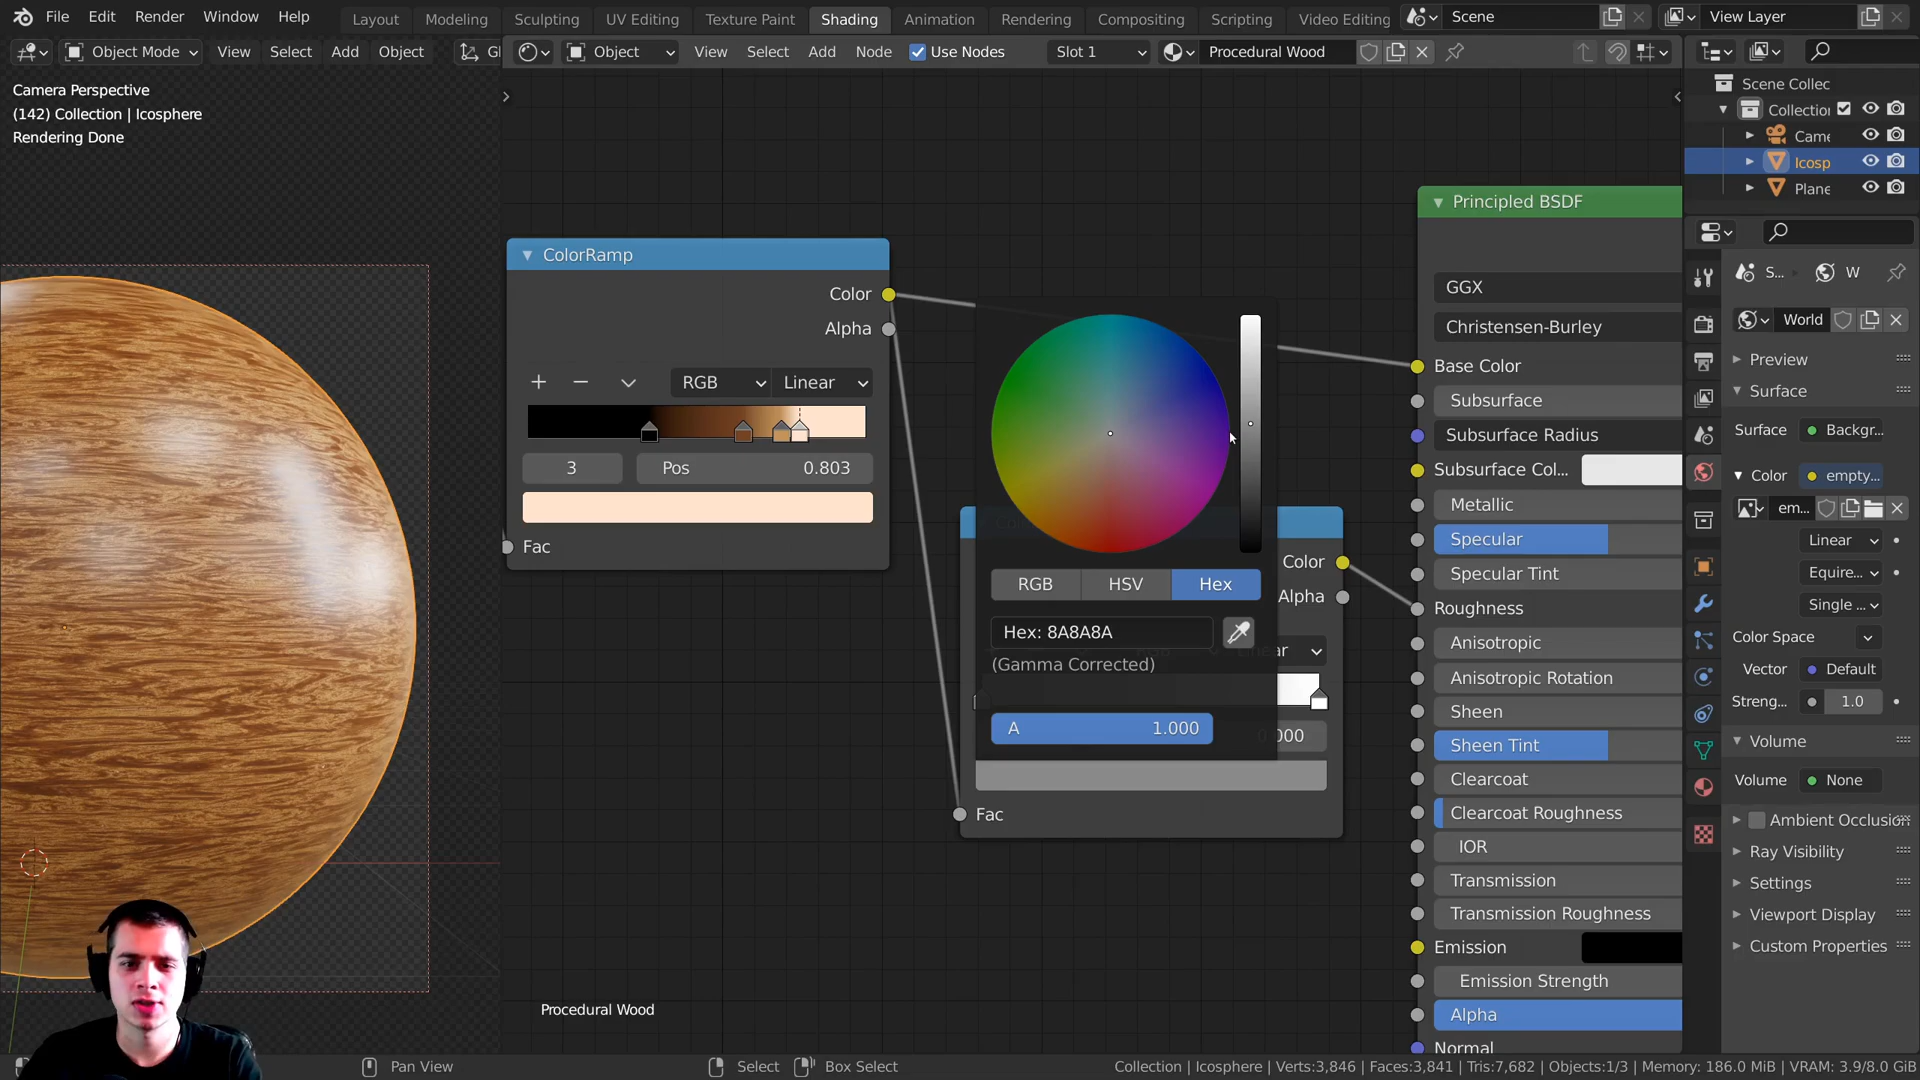 File Edit Render Window Help Layout Modeling Sculpting UV Editing Texture Paint Shading Animation Rendering Compositing Scripting Video Editing Scene View Layer
Object Mode View Select Add Object Gl Object View Select Add Node Use Nodes Slot 1 Procedural Wood
Camera Perspective
(142) Collection | Icosphere
Rendering Done
ColorRamp
Color
Alpha
RGB Linear
3 Pos 0.803
Fac
RGB HSV Hex
Hex: 8A8A8A
(Gamma Corrected)
A 1.000
Color
Alpha
Fac
Principled BSDF
GGX
Christensen-Burley
Base Color
Subsurface
Subsurface Radius
Subsurface Col...
Metallic
Specular
Specular Tint
Roughness
Anisotropic
Anisotropic Rotation
Sheen
Sheen Tint
Clearcoat
Clearcoat Roughness
IOR
Transmission
Transmission Roughness
Emission
Emission Strength
Alpha
Normal
Scene Collec
Collection
Came
Icosp
Plane
S... W
World
Preview
Surface
Surface Backgr...
Color empty...
em...
Linear
Equire...
Single ...
Color Space
Vector Default
Streng... 1.0
Volume
Volume None
Ambient Occlusion
Ray Visibility
Settings
Viewport Display
Custom Properties
Procedural Wood
Pan View Select Box Select Collection | Icosphere | Verts:3,846 | Faces:3,841 | Tris:7,682 | Objects:1/3 | Memory: 186.0 MiB | VRAM: 3.9/8.0 GiB